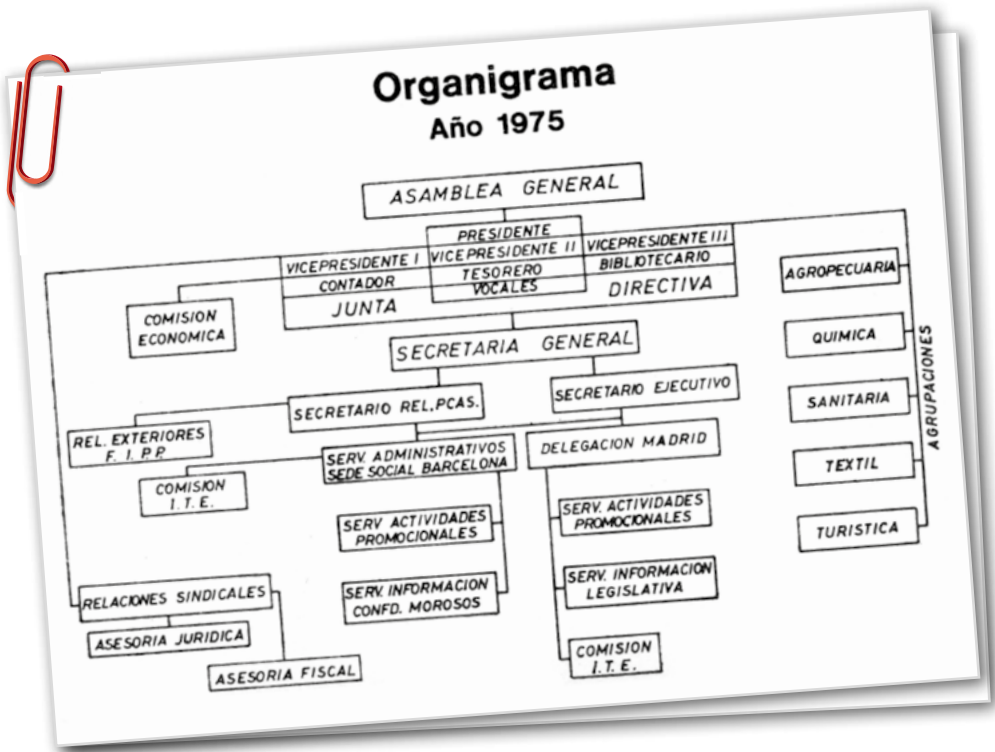 Organigrama
Año 1975
ASAMBLEA GENERAL
PRESIDENTE
VICEPRESIDENTE I
VICEPRESIDENTE II
VICEPRESIDENTE III
CONTADOR
TESORERO
BIBLIOTECARIO
VOCALES
JUNTA
DIRECTIVA
COMISION
ECONOMICA
SECRETARIA GENERAL
SECRETARIO REL,PCAS.
SECRETARIO EJECUTIVO
REL. EXTERIORES
F. I. P.P.
SERV. ADMINISTRATIVOS
SEDE SOCIAL BARCELONA
DELEGACION MADRID
COMISION
I. T. E.
SERV ACTIVIDADES
PROMOCIONALES
SERV. ACTIVIDADES
PROMOCIONALES
SERV. INFORMACION
CONFD. MOROSOS
SERV. INFORMACION
LEGISLATIVA
COMISION
I. T. E.
RELACIONES SINDICALES
ASESORIA JURIDICA
ASESORIA FISCAL
AGROPECUARIA
QUIMICA
SANITARIA
TEXTIL
TURISTICA
AGRUPACIONES